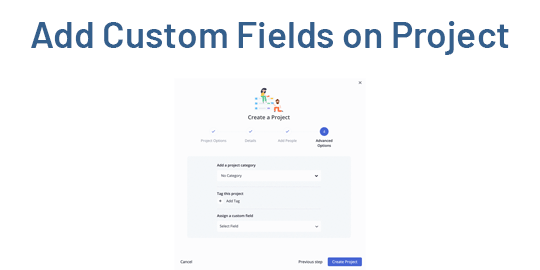 Add Custom Fields on Project
Create a Project
Project Options
Details
Add People
Advanced
Options
Add a project category
No Category
Tag this project
+ Add Tag
Assign a custom field
Select Field
Cancel
Previous step
Create Project